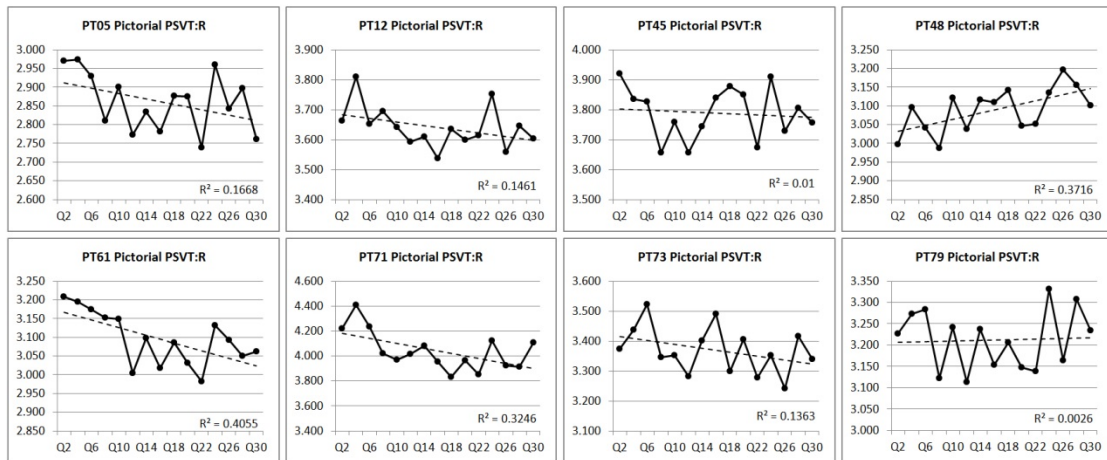 PT05 Pictorial PSVT:R
3.000
2.950
2.900
2.850
2.800
2.750
2.700
2.650
2.600
R² = 0.1668
Q2 Q6 Q10 Q14 Q18 Q22 Q26 Q30
PT12 Pictorial PSVT:R
3.900
3.800
3.700
3.600
3.500
3.400
R² = 0.1461
Q2 Q6 Q10 Q14 Q18 Q22 Q26 Q30
PT45 Pictorial PSVT:R
4.000
3.900
3.800
3.700
3.600
3.500
R² = 0.01
Q2 Q6 Q10 Q14 Q18 Q22 Q26 Q30
PT48 Pictorial PSVT:R
3.250
3.200
3.150
3.100
3.050
3.000
2.950
2.900
2.850
R² = 0.3716
Q2 Q6 Q10 Q14 Q18 Q22 Q26 Q30
PT61 Pictorial PSVT:R
3.250
3.200
3.150
3.100
3.050
3.000
2.950
2.900
2.850
R² = 0.4055
Q2 Q6 Q10 Q14 Q18 Q22 Q26 Q30
PT71 Pictorial PSVT:R
4.600
4.400
4.200
4.000
3.800
3.600
3.400
R² = 0.3246
Q2 Q6 Q10 Q14 Q18 Q22 Q26 Q30
PT73 Pictorial PSVT:R
3.600
3.500
3.400
3.300
3.200
3.100
R² = 0.1363
Q2 Q6 Q10 Q14 Q18 Q22 Q26 Q30
PT79 Pictorial PSVT:R
3.350
3.300
3.250
3.200
3.150
3.100
3.050
3.000
R² = 0.0026
Q2 Q6 Q10 Q14 Q18 Q22 Q26 Q30